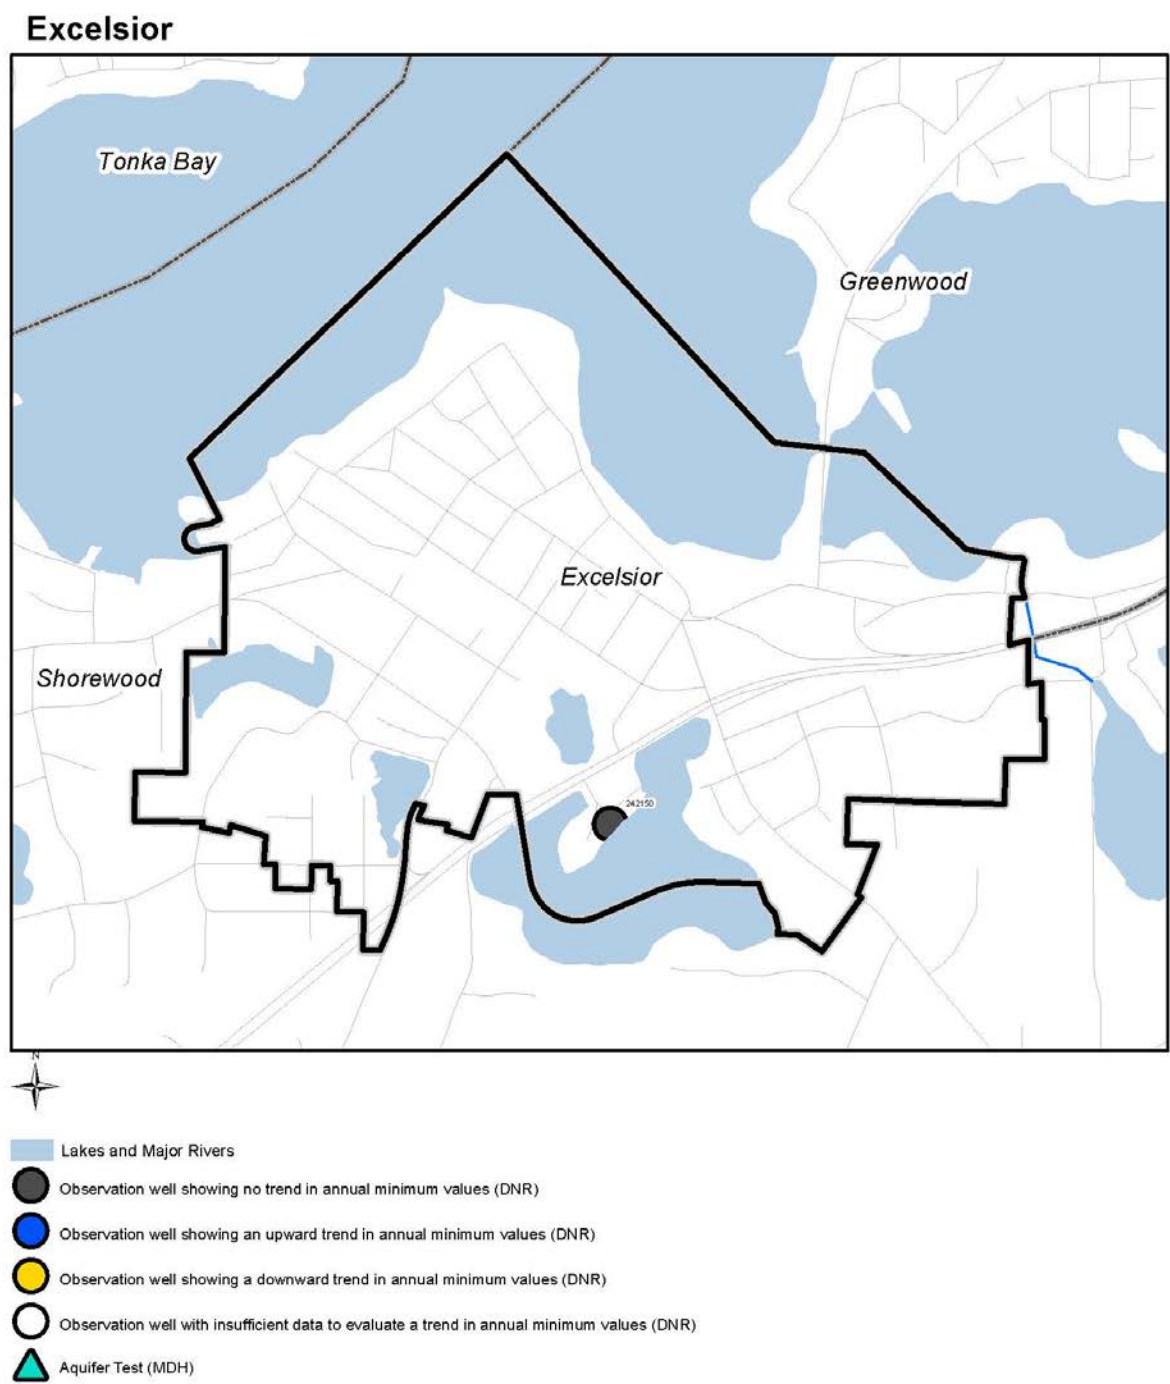 Excelsior
Tonka Bay
Greenwood
Excelsior
Shorewood
242150
N
Lakes and Major Rivers
Observation well showing no trend in annual minimum values (DNR)
Observation well showing an upward trend in annual minimum values (DNR)
Observation well showing a downward trend in annual minimum values (DNR)
Observation well with insufficient data to evaluate a trend in annual minimum values (DNR)
Aquifer Test (MDH)